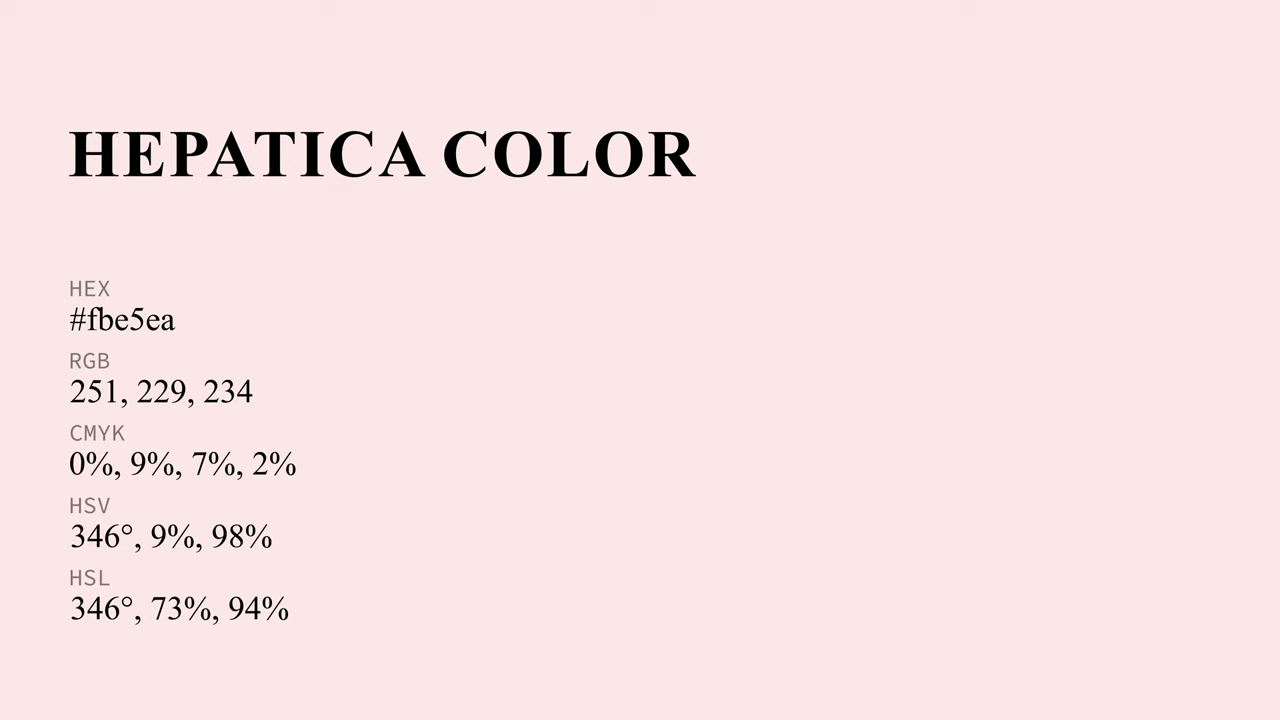 HEPATICA COLOR
HEX
#fbe5ea
RGB
251, 229, 234
CMYK
0%, 9%, 7%, 2%
HSV
346°, 9%, 98%
HSL
346°, 73%, 94%